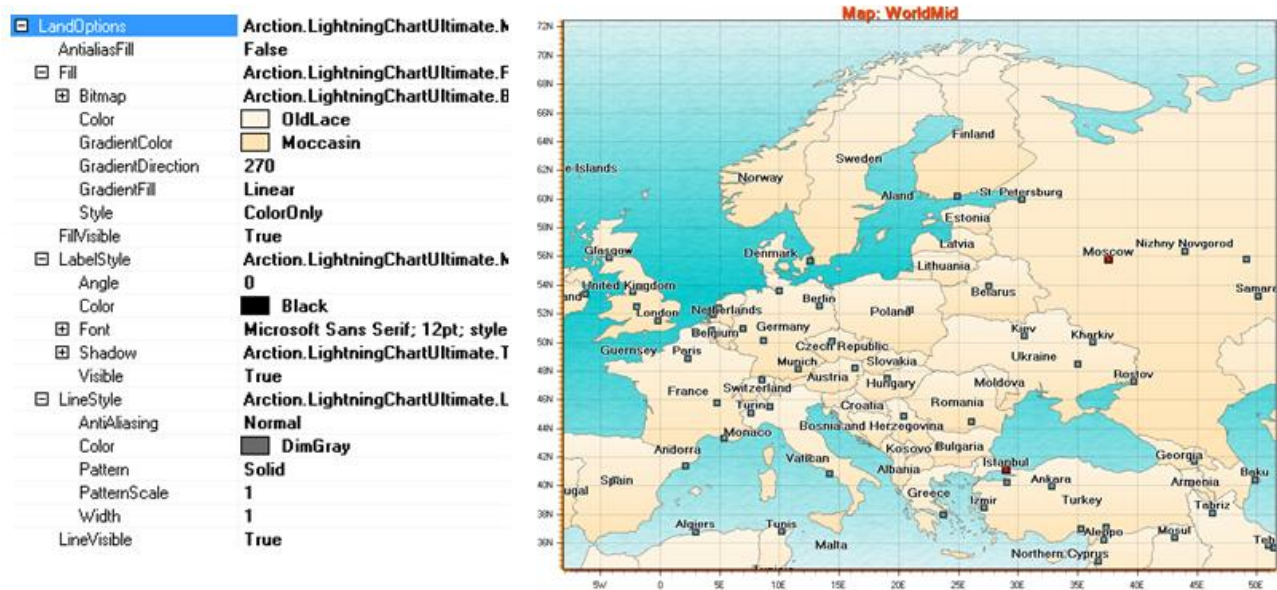 LandOptions Arction.LightningChartUltimate.M
AntialiasFill False
Fill Arction.LightningChartUltimate.F
Bitmap Arction.LightningChartUltimate.B
Color OldLace
GradientColor Moccasin
GradientDirection 270
GradientFill Linear
Style ColorOnly
FillVisible True
LabelStyle Arction.LightningChartUltimate.M
Angle 0
Color Black
Font Microsoft Sans Serif; 12pt; style
Shadow Arction.LightningChartUltimate.T
Visible True
LineStyle Arction.LightningChartUltimate.L
AntiAliasing Normal
Color DimGray
Pattern Solid
PatternScale 1
Width 1
LineVisible True
Map: WorldMid
72N
70N
68N
66N
64N
62N
60N
58N
56N
54N
52N
50N
48N
46N
44N
42N
40N
38N
36N
Finland
Sweden
e Islands
Norway
Aland
St. Petersburg
Estonia
Glasgow
Denmark
Latvia
Moscow
Nizhny Novgorod
Lithuania
United Kingdom
and
Berlin
Belarus
Samara
London
Netherlands
Poland
Belgium
Germany
Kiev
Kharkiv
Guernsey
Paris
Czech Republic
Ukraine
Munich
Slovakia
Rostov
France
Switzerland
Austria
Hungary
Moldova
Turin
Croatia
Romania
Monaco
Bosnia and Herzegovina
Andorra
Vatican
Kosovo
Bulgaria
Georgia
Albania
Istanbul
Baku
ugal
Spain
Ankara
Armenia
Greece
Izmir
Turkey
Tabriz
Algiers
Tunis
Aleppo
Mosul
Malta
Northern Cyprus
Teh
5W 0 5E 10E 15E 20E 25E 30E 35E 40E 45E 50E